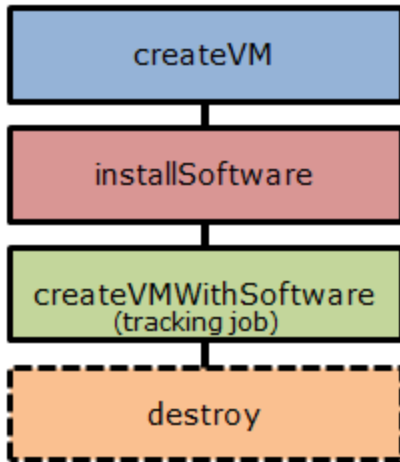 createVM
installSoftware
createVMWithSoftware
(tracking job)
destroy